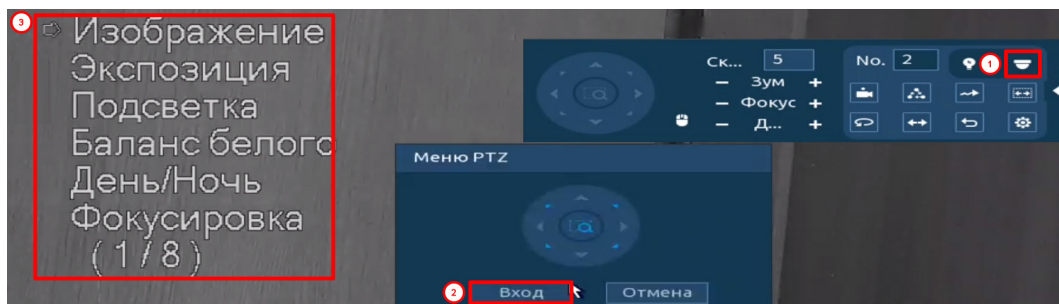 3
Изображение
Экспозиция
Подсветка
Баланс белого
День/Ночь
Фокусировка
( 1 / 8 )
Ск... 5
No. 2
1
– Зум +
– Фокус +
– Д... +
Меню PTZ
2
Вход
Отмена